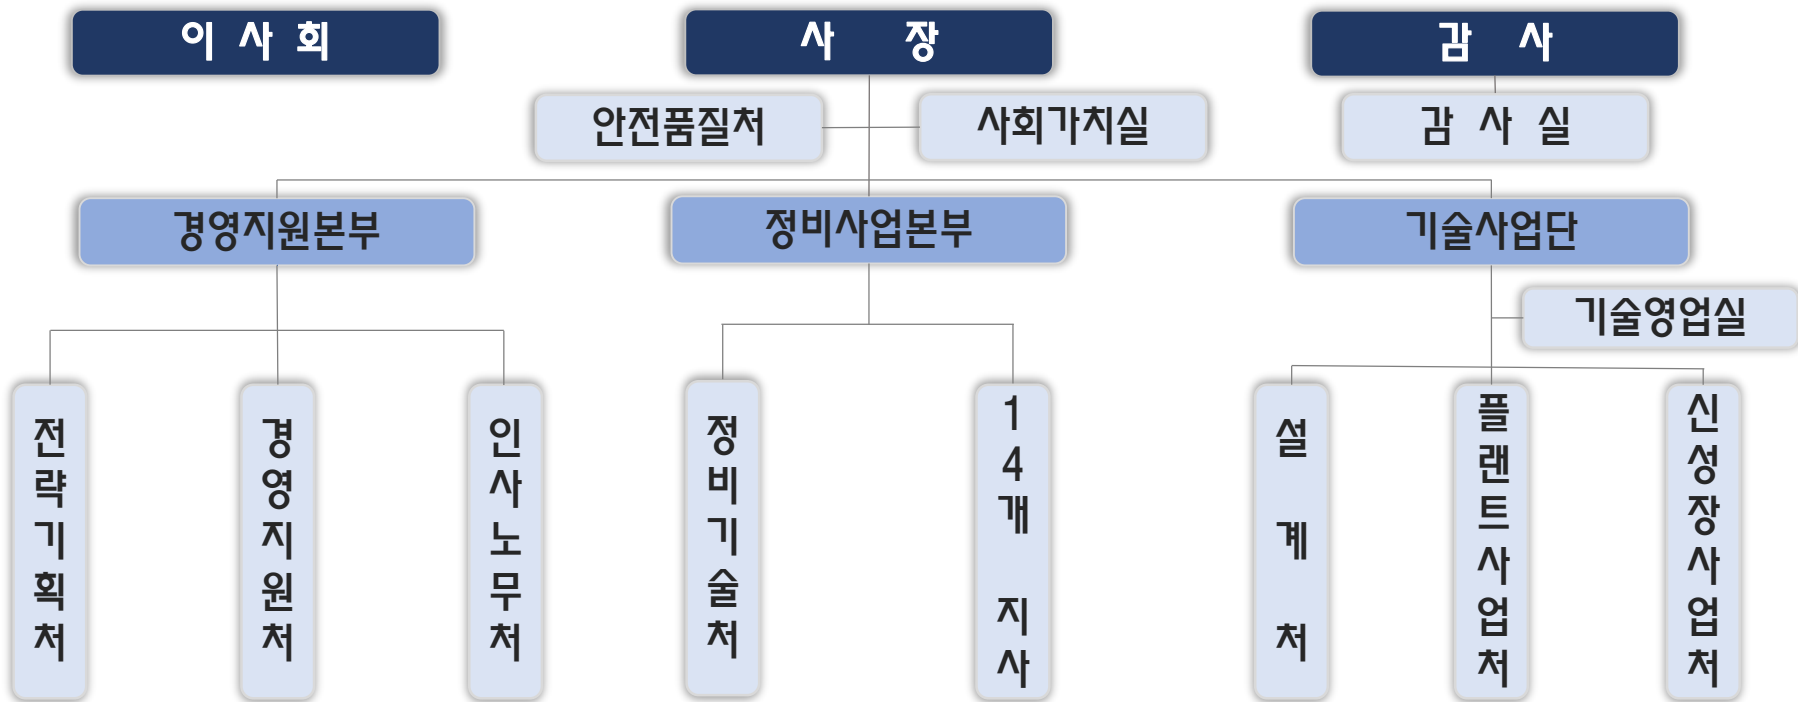 이 사 회
사 장
감 사
안전품질처
사회가치실
감 사 실
경영지원본부
정비사업본부
기술사업단
기술영업실
전략기획처
경영지원처
인사노무처
정비기술처
14개 지사
설 계 처
플랜트사업처
신성장사업처